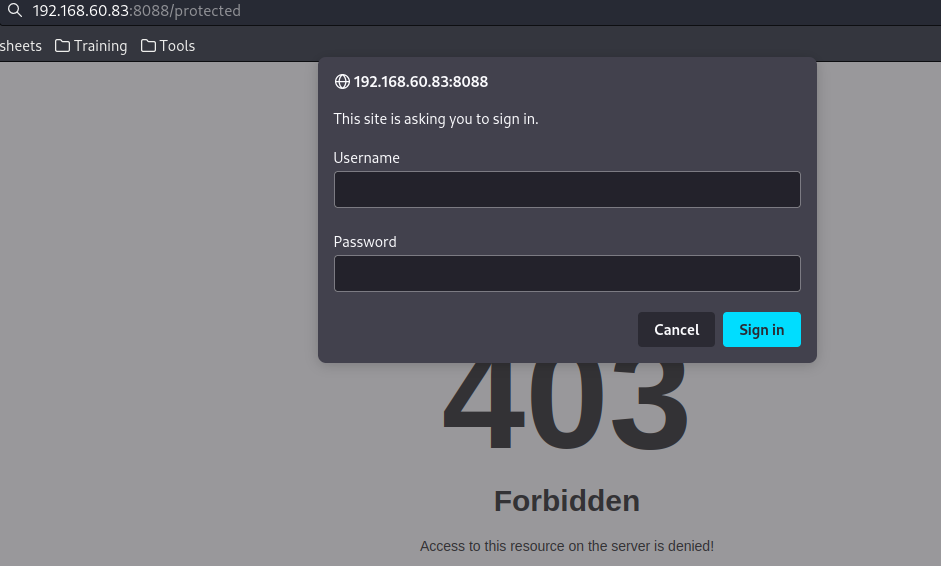 192.168.60.83:8088/protected
sheets Training Tools
192.168.60.83:8088
This site is asking you to sign in.
Username
Password
Cancel Sign in
403
Forbidden
Access to this resource on the server is denied!